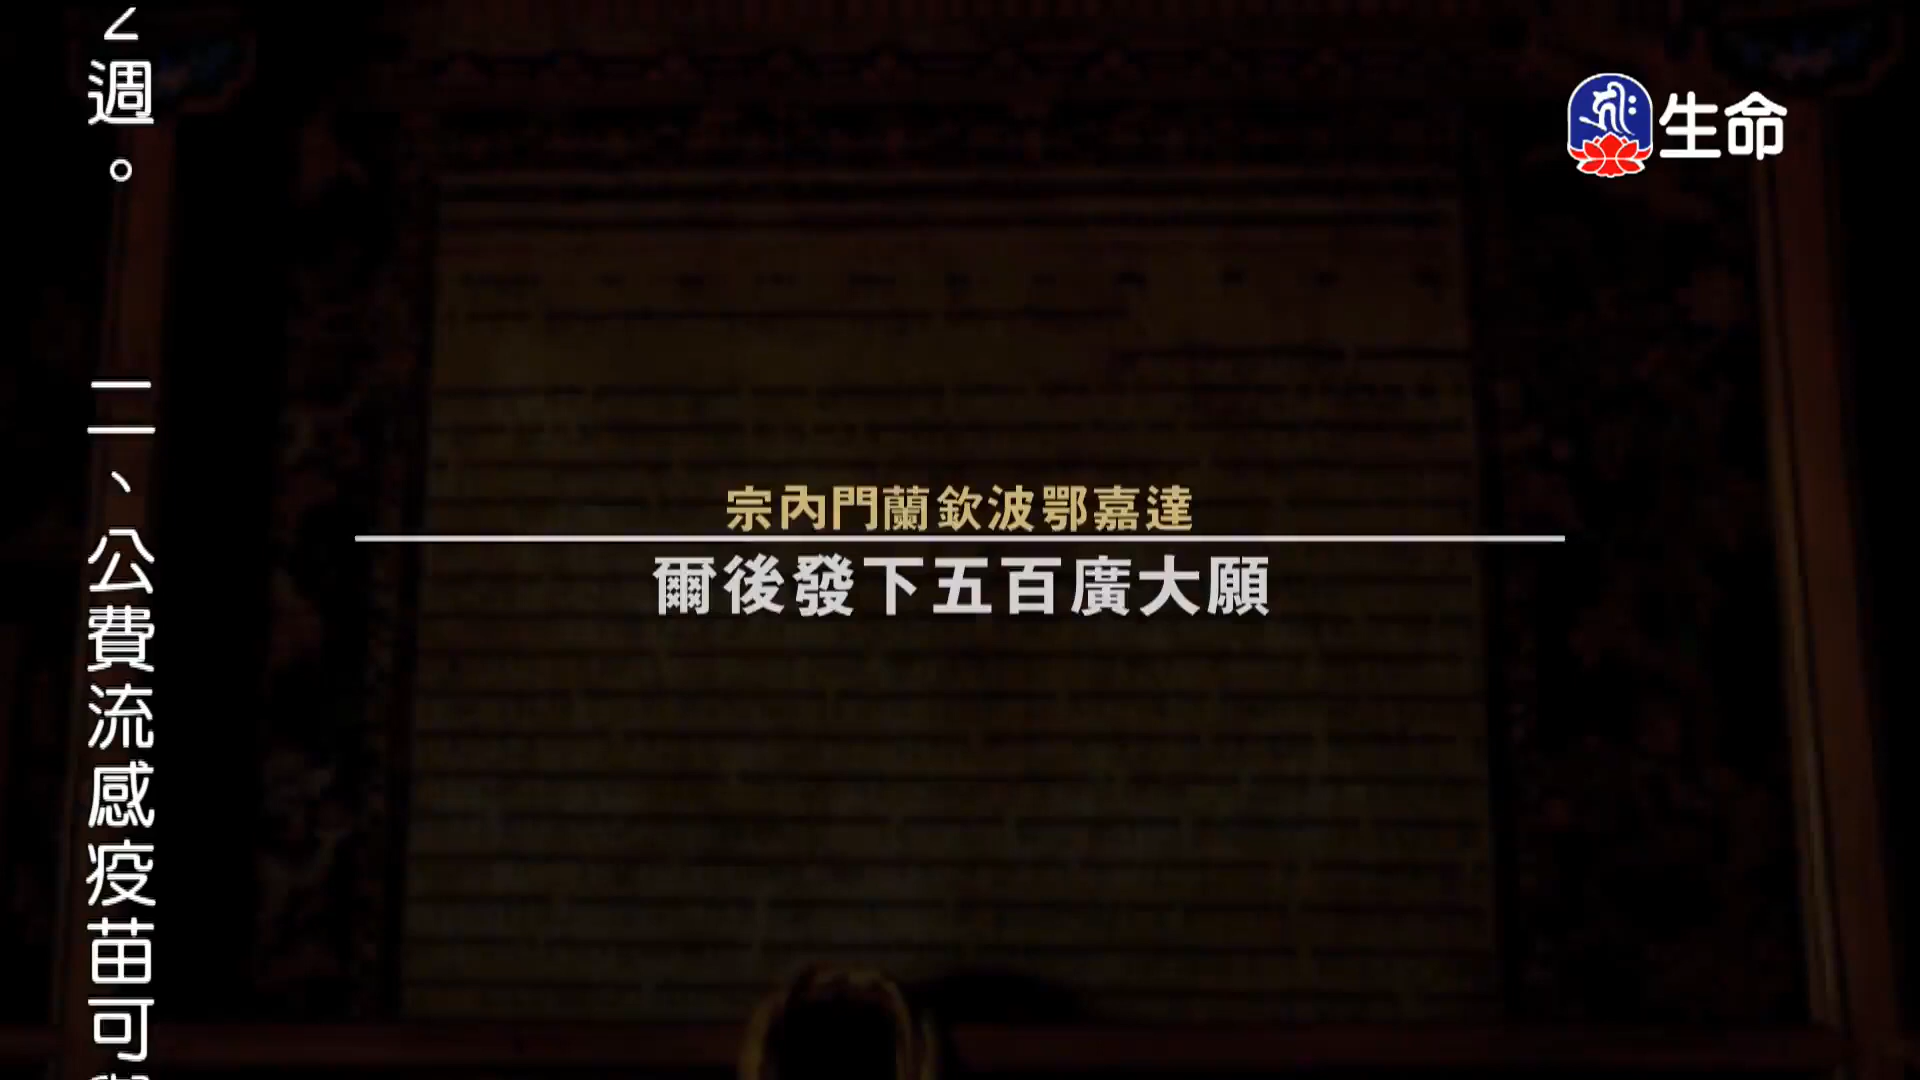 2週。 二、公費流感疫苗可
生命
宗內門蘭欽波鄂嘉達
爾後發下五百廣大願